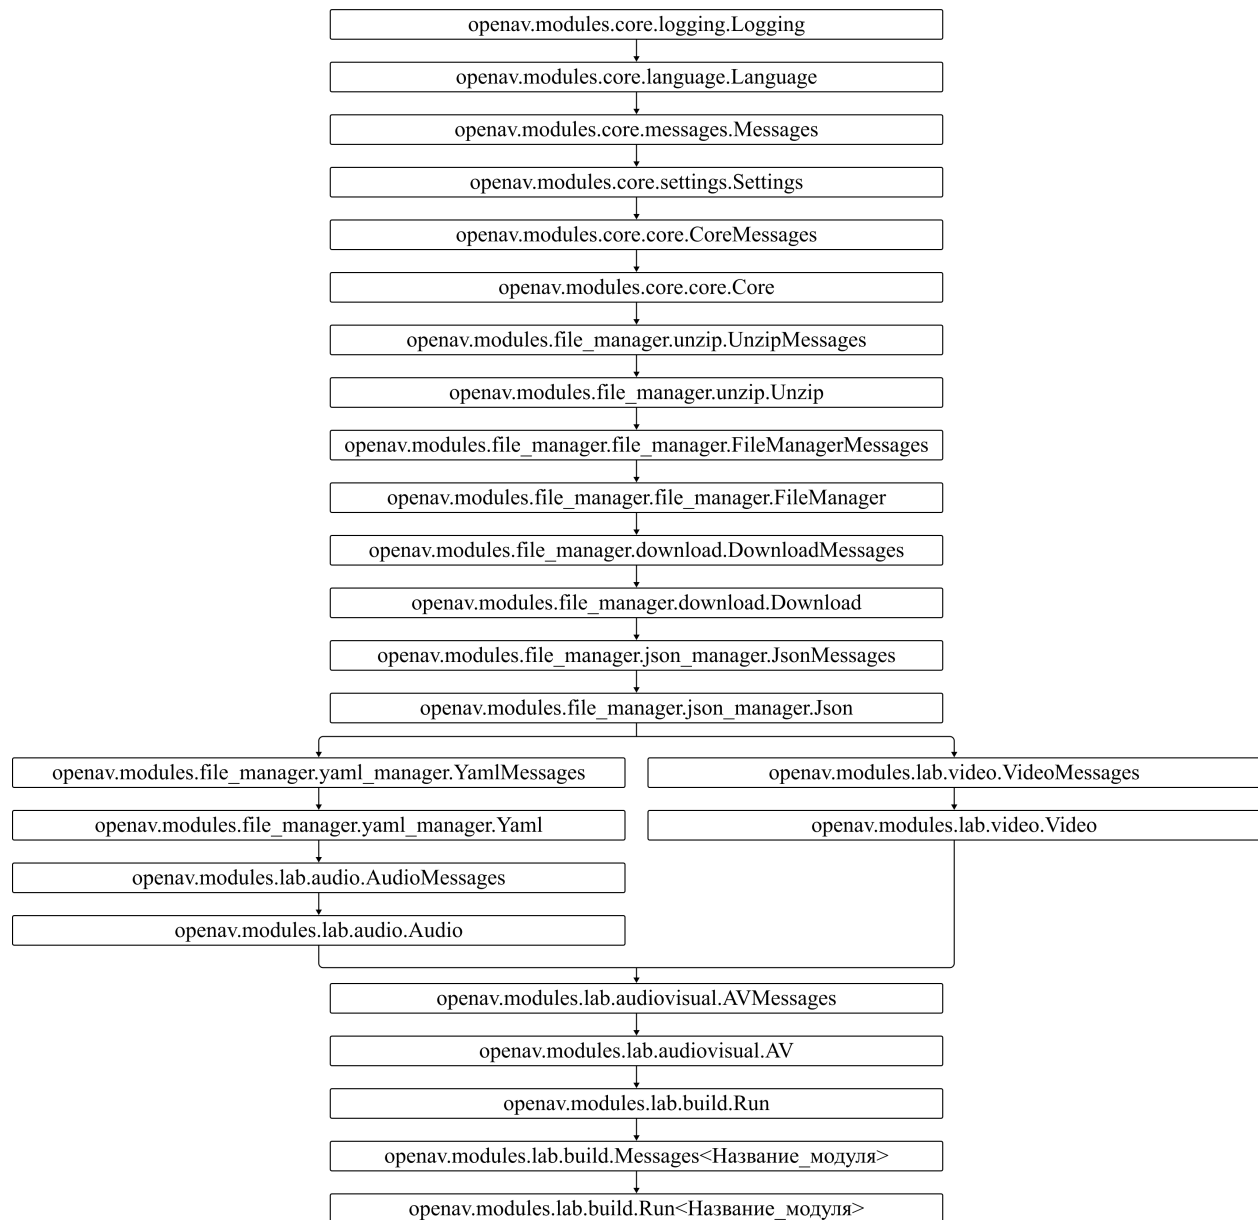 openav.modules.core.logging.Logging
openav.modules.core.language.Language
openav.modules.core.messages.Messages
openav.modules.core.settings.Settings
openav.modules.core.core.CoreMessages
openav.modules.core.core.Core
openav.modules.file_manager.unzip.UnzipMessages
openav.modules.file_manager.unzip.Unzip
openav.modules.file_manager.file_manager.FileManagerMessages
openav.modules.file_manager.file_manager.FileManager
openav.modules.file_manager.download.DownloadMessages
openav.modules.file_manager.download.Download
openav.modules.file_manager.json_manager.JsonMessages
openav.modules.file_manager.json_manager.Json
openav.modules.file_manager.yaml_manager.YamlMessages
openav.modules.file_manager.yaml_manager.Yaml
openav.modules.lab.audio.AudioMessages
openav.modules.lab.audio.Audio
openav.modules.lab.video.VideoMessages
openav.modules.lab.video.Video
openav.modules.lab.audiovisual.AVMessages
openav.modules.lab.audiovisual.AV
openav.modules.lab.build.Run
openav.modules.lab.build.Messages<Название_модуля>
openav.modules.lab.build.Run<Название_модуля>